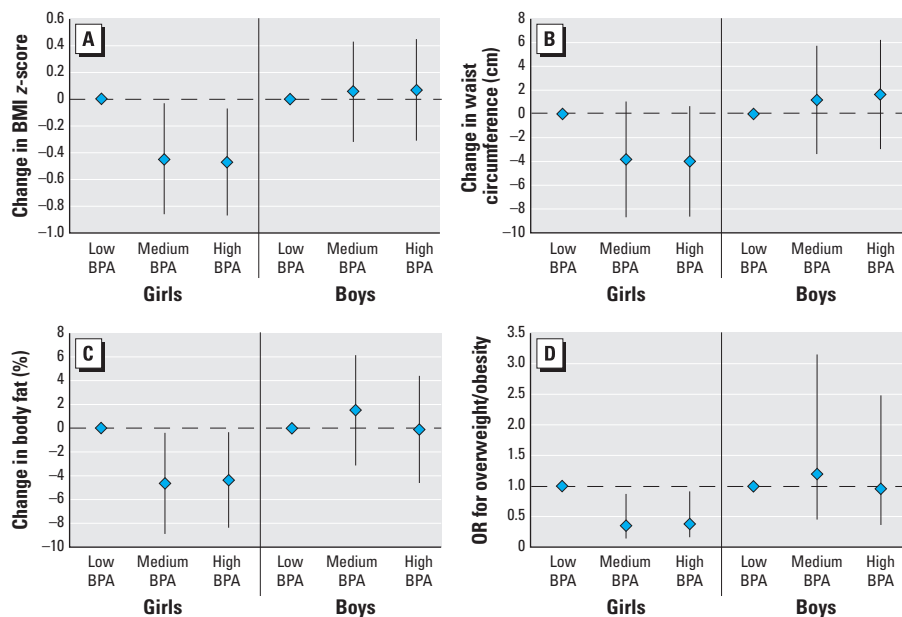 A
Change in BMI z-score
0.6
0.4
0.2
0
–0.2
–0.4
–0.6
–0.8
–1.0
Low
BPA
Medium
BPA
High
BPA
Low
BPA
Medium
BPA
High
BPA
Girls
Boys
B
Change in waist
circumference (cm)
8
6
4
2
0
–2
–4
–6
–8
–10
Low
BPA
Medium
BPA
High
BPA
Low
BPA
Medium
BPA
High
BPA
Girls
Boys
C
Change in body fat (%)
8
6
4
2
0
–2
–4
–6
–8
–10
Low
BPA
Medium
BPA
High
BPA
Low
BPA
Medium
BPA
High
BPA
Girls
Boys
D
OR for overweight/obesity
3.5
3.0
2.5
2.0
1.5
1.0
0.5
0
Low
BPA
Medium
BPA
High
BPA
Low
BPA
Medium
BPA
High
BPA
Girls
Boys